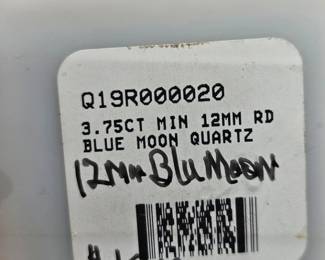 Q19R000020
3.75CT MIN 12MM RD
BLUE MOON QUARTZ
12MM Blu Moon